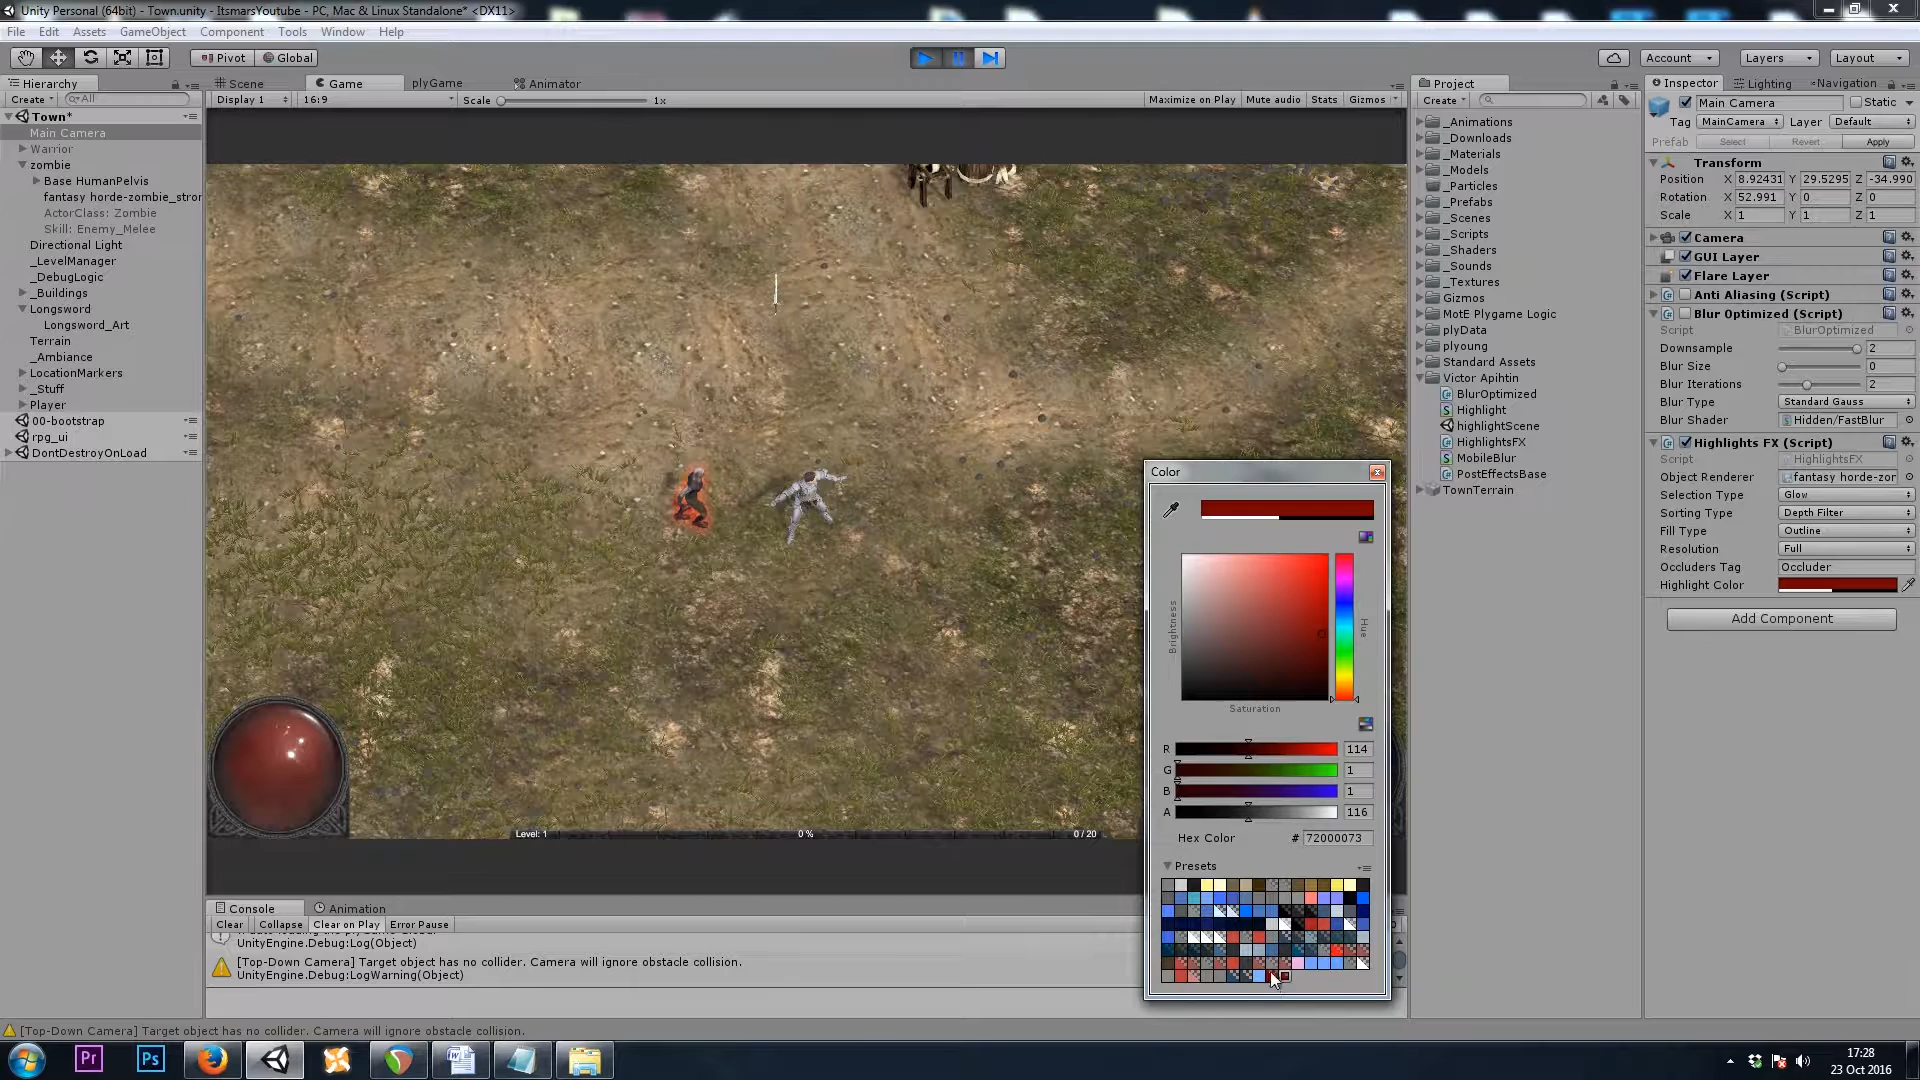 Unity Personal (64bit) - Town.unity - ItsmarsYoutube - PC, Mac & Linux Standalone* <DX11>
File Edit Assets GameObject Component Tools Window Help
Pivot Global Account Layers Layout
Hierarchy Scene Game plyGame Animator Project Inspector Lighting Navigation
Create All Display 1 16:9 Scale 1x Maximize on Play Mute audio Stats Gizmos Create
Town*
Main Camera
Warrior
zombie
Base HumanPelvis
fantasy horde-zombie_stror
ActorClass: Zombie
Skill: Enemy_Melee
Directional Light
_LevelManager
_DebugLogic
_Buildings
Longsword
Longsword_Art
Terrain
_Ambiance
LocationMarkers
_Stuff
Player
00-bootstrap
rpg_ui
DontDestroyOnLoad
Level: 1 0 % 0 / 20
_Animations
_Downloads
_Materials
_Models
_Particles
_Prefabs
_Scenes
_Scripts
_Shaders
_Sounds
_Textures
Gizmos
MotE Plygame Logic
plyData
plyoung
Standard Assets
Victor Apihtin
BlurOptimized
Highlight
highlightScene
HighlightsFX
MobileBlur
PostEffectsBase
TownTerrain
Main Camera Static
Tag MainCamera Layer Default
Prefab Select Revert Apply
Transform
Position X 8.92431 Y 29.5295 Z -34.990
Rotation X 52.991 Y 0 Z 0
Scale X 1 Y 1 Z 1
Camera
GUI Layer
Flare Layer
Anti Aliasing (Script)
Blur Optimized (Script)
Script BlurOptimized
Downsample 2
Blur Size 0
Blur Iterations 2
Blur Type Standard Gauss
Blur Shader Hidden/FastBlur
Highlights FX (Script)
Script HighlightsFX
Object Renderer fantasy horde-zor
Selection Type Glow
Sorting Type Depth Filter
Fill Type Outline
Resolution Full
Occluders Tag Occluder
Highlight Color
Add Component
Color
Brightness
Hue
Saturation
R 114
G 1
B 1
A 116
Hex Color # 72000073
Presets
Console Animation
Clear Collapse Clear on Play Error Pause
UnityEngine.Debug:Log(Object)
[Top-Down Camera] Target object has no collider. Camera will ignore obstacle collision.
UnityEngine.Debug:LogWarning(Object)
[Top-Down Camera] Target object has no collider. Camera will ignore obstacle collision.
Pr Ps
17:28
23 Oct 2016